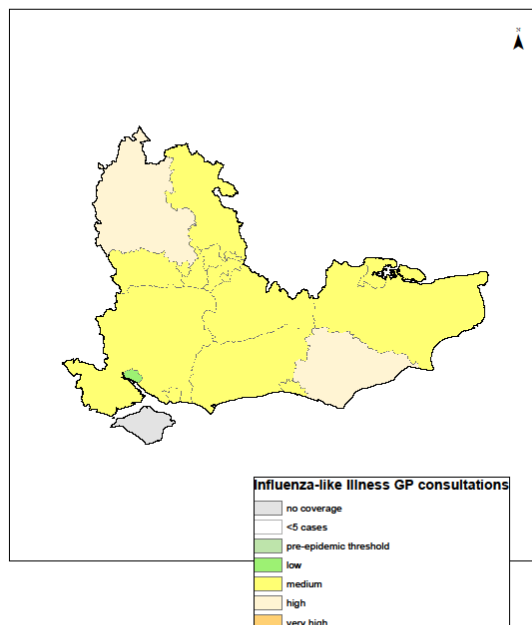 N
Influenza-like Illness GP consultations
no coverage
<5 cases
pre-epidemic threshold
low
medium
high
very high